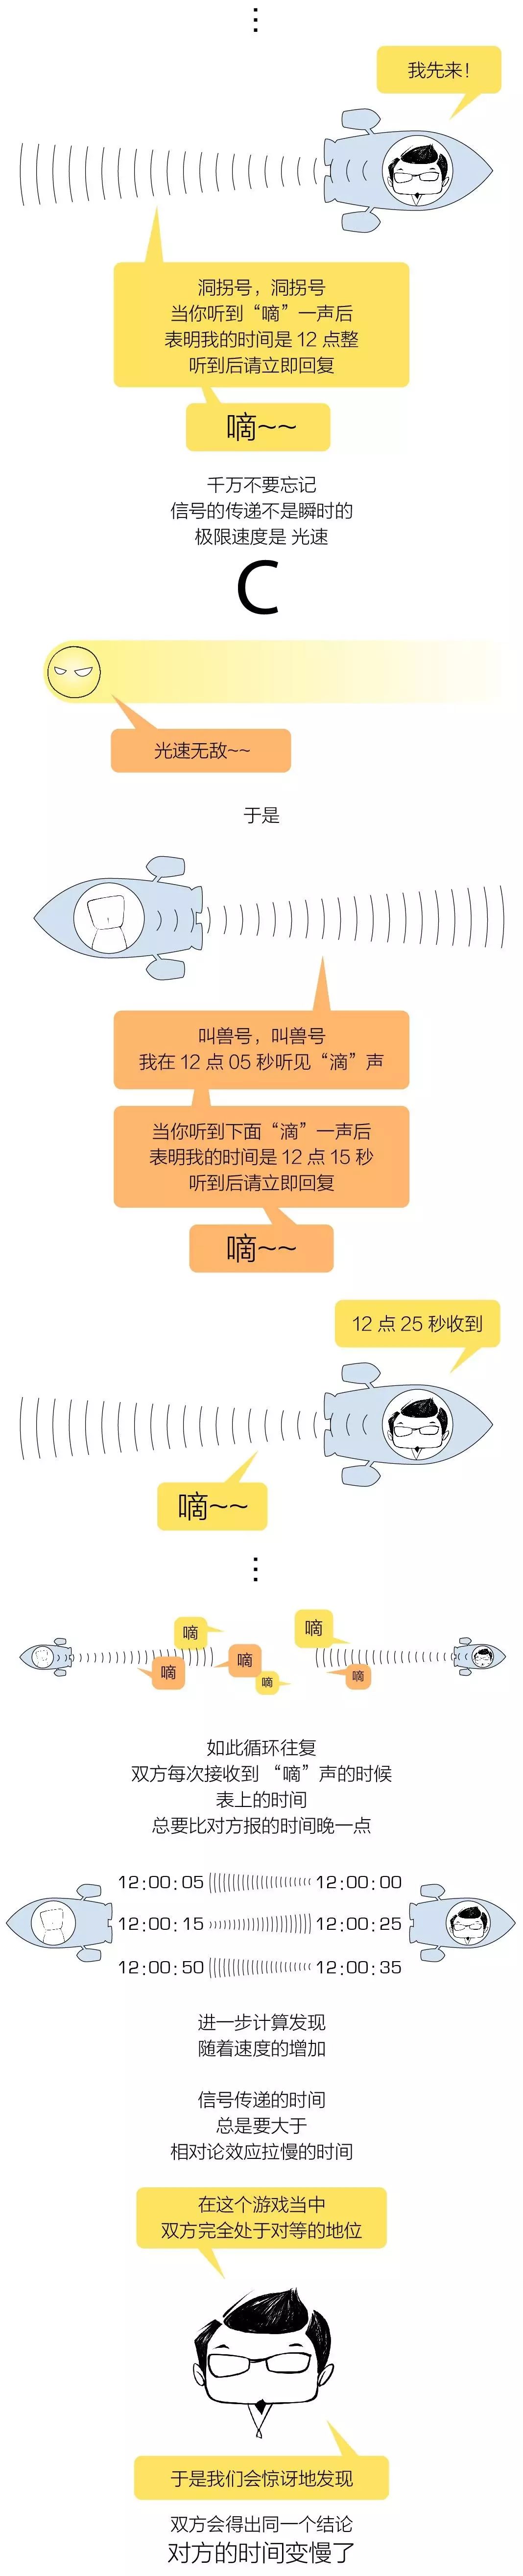 我先来！
洞拐号，洞拐号
当你听到“嘀”一声后
表明我的时间是 12 点整
听到后请立即回复
嘀~~
千万不要忘记
信号的传递不是瞬时的
极限速度是 光速
C
光速无敌~~
于是
叫兽号，叫兽号
我在 12 点 05 秒听见“滴”声
当你听到下面“滴”一声后
表明我的时间是 12 点 15 秒
听到后请立即回复
嘀~~
12 点 25 秒收到
嘀~~
嘀
嘀
嘀
嘀
嘀
嘀
如此循环往复
双方每次接收到 “嘀”声的时候
表上的时间
总要比对方报的时间晚一点
12:00:05 12:00:00
12:00:15 12:00:25
12:00:50 12:00:35
进一步计算发现
随着速度的增加
信号传递的时间
总是要大于
相对论效应拉慢的时间
在这个游戏当中
双方完全处于对等的地位
于是我们会惊讶地发现
双方会得出同一个结论
对方的时间变慢了